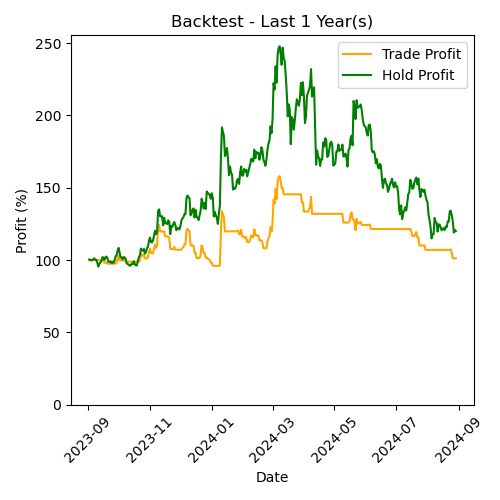 Backtest - Last 1 Year(s)
Trade Profit
Hold Profit
Profit (%)
250
200
150
100
50
0
2023-09
2023-11
2024-01
2024-03
2024-05
2024-07
2024-09
Date